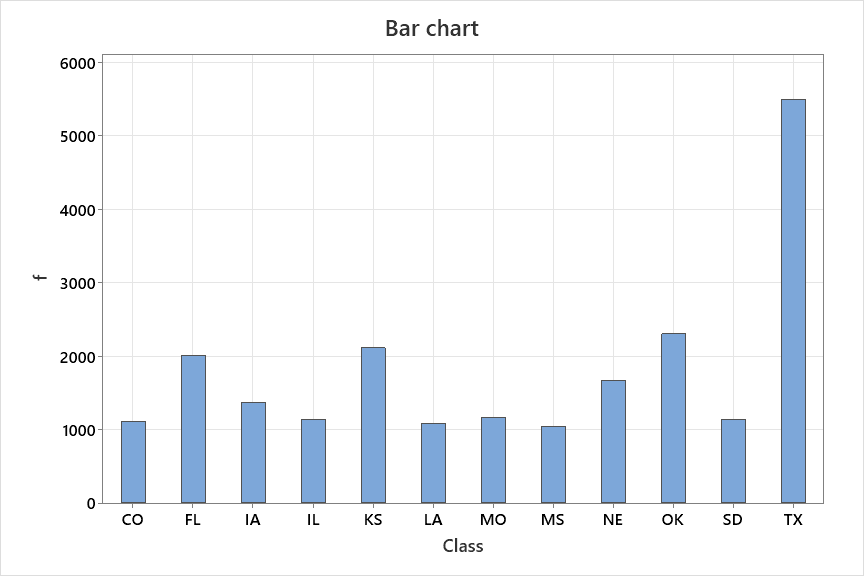 Bar chart
6000
5000
4000
3000
2000
1000
0
f
CO FL IA IL KS LA MO MS NE OK SD TX
Class